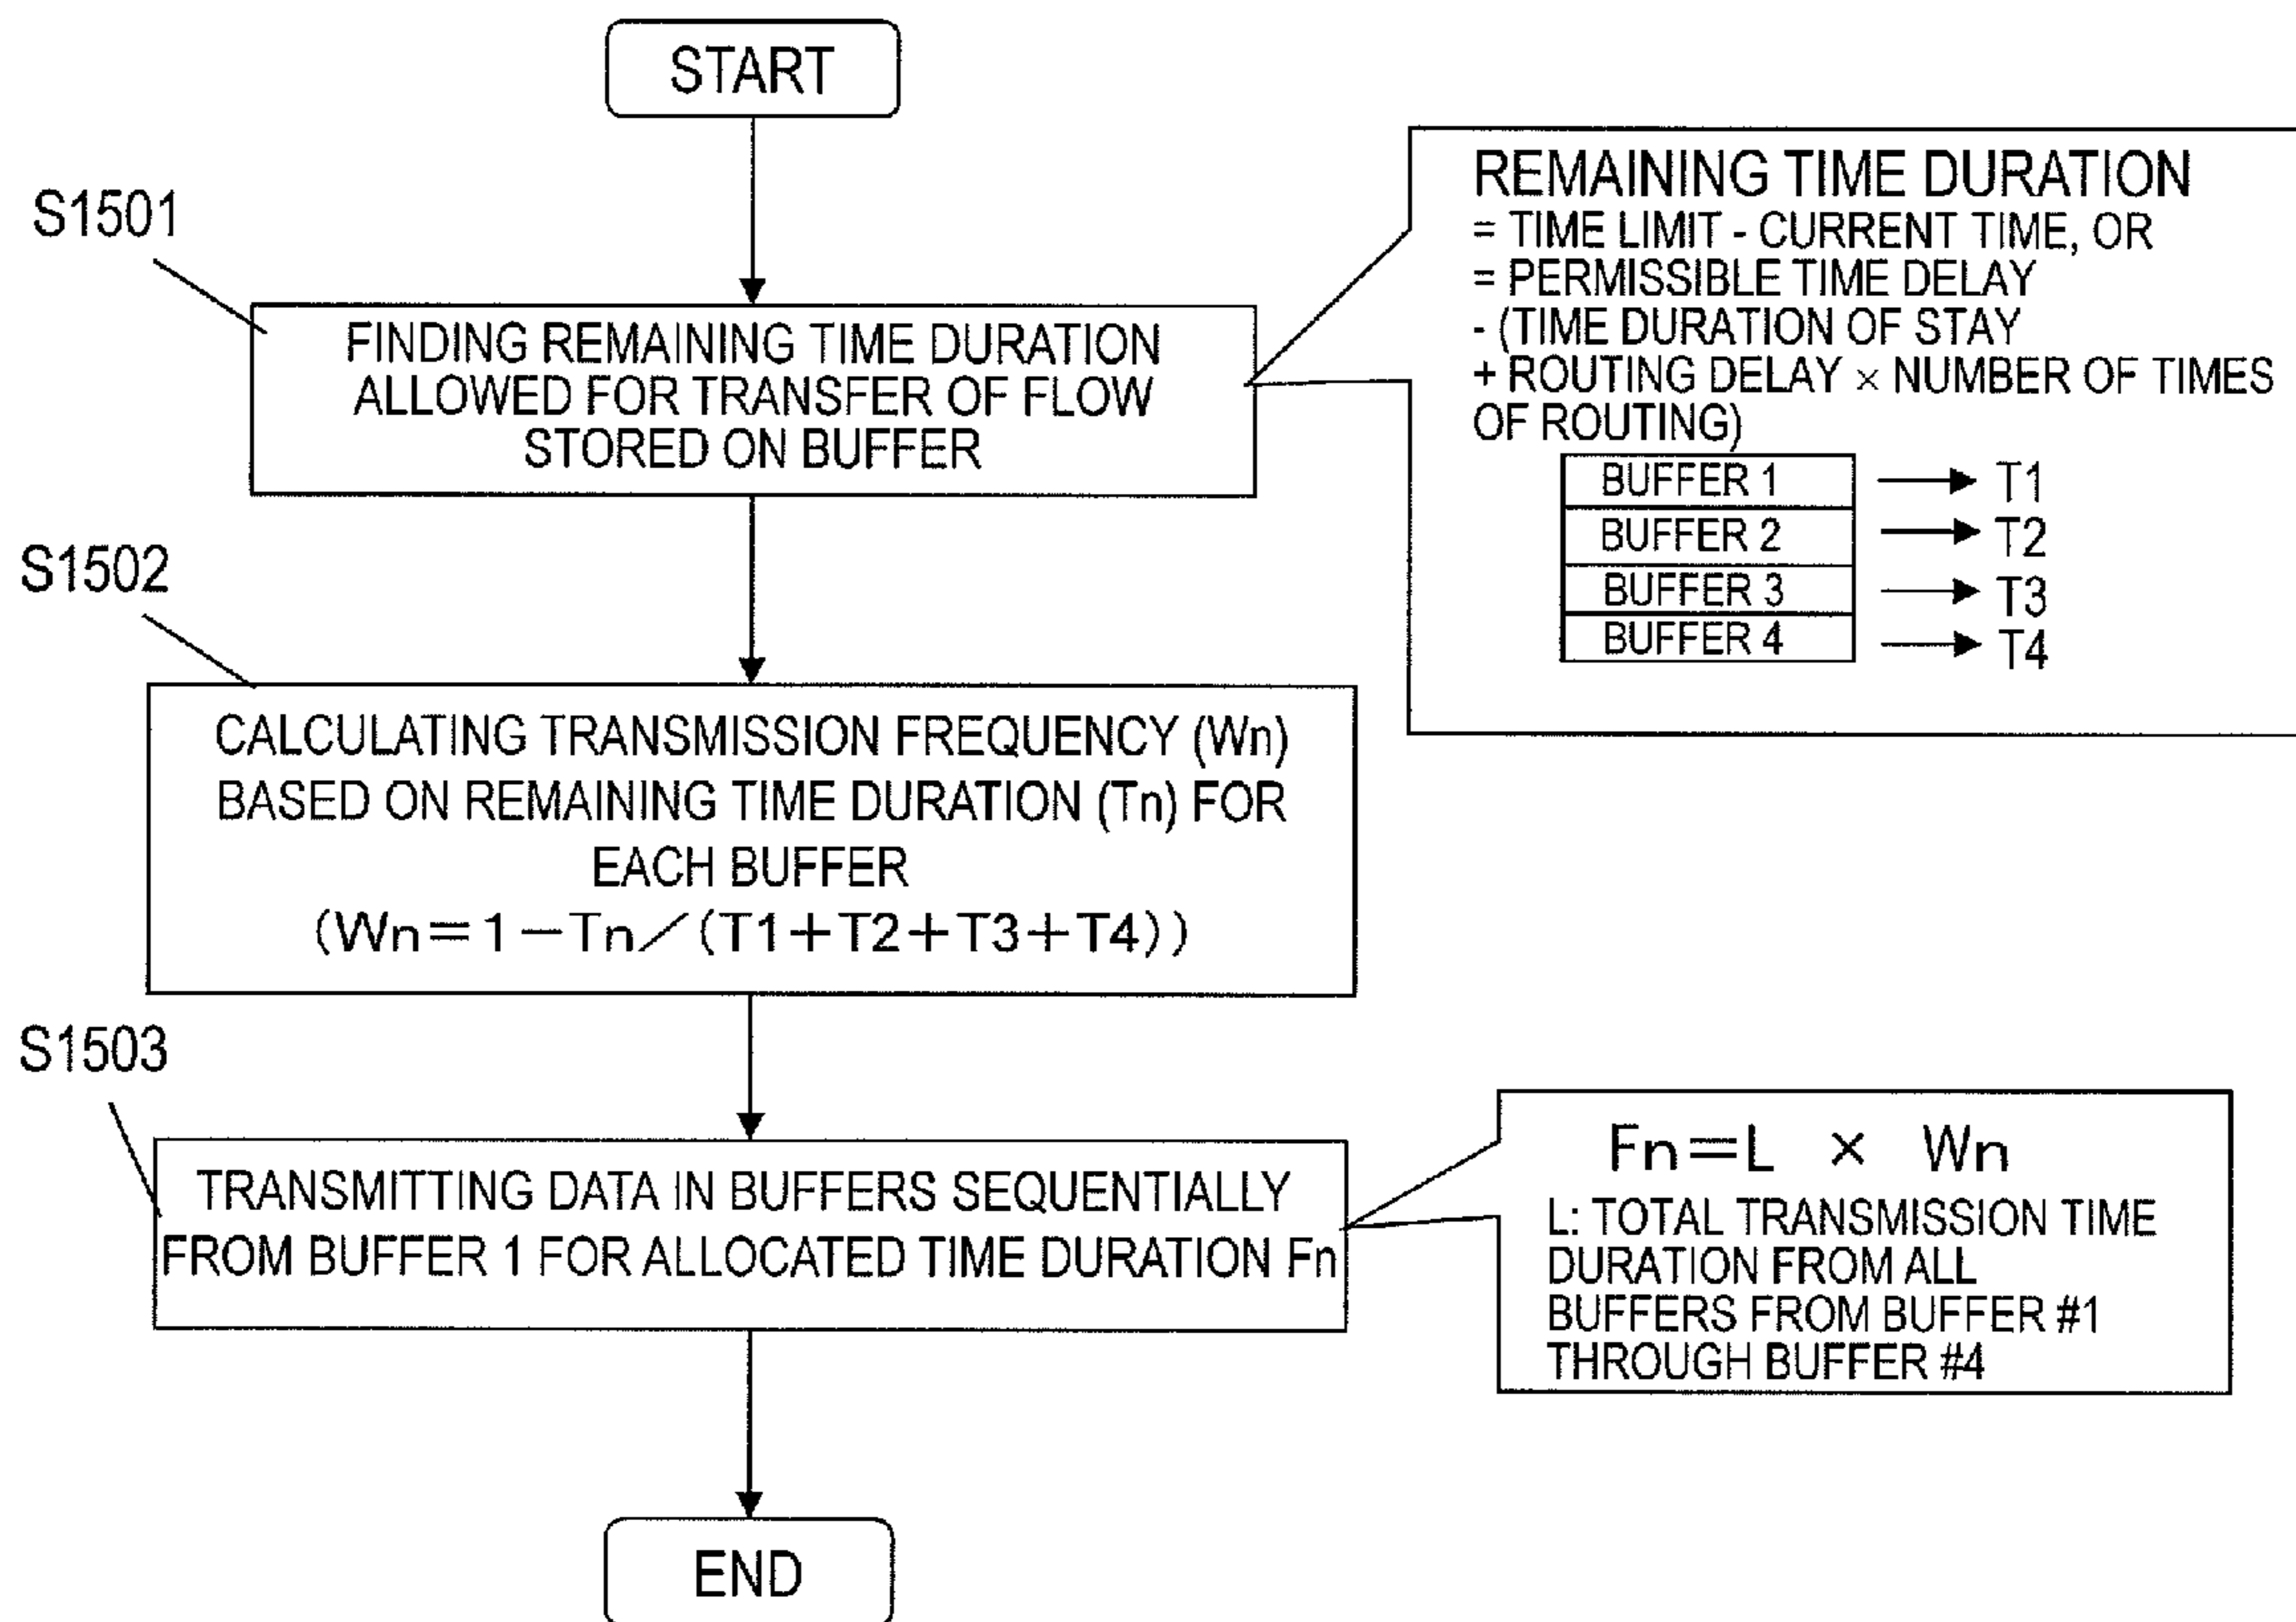 START
S1501
FINDING REMAINING TIME DURATION
ALLOWED FOR TRANSFER OF FLOW
STORED ON BUFFER
REMAINING TIME DURATION
= TIME LIMIT - CURRENT TIME, OR
= PERMISSIBLE TIME DELAY
- (TIME DURATION OF STAY
+ ROUTING DELAY × NUMBER OF TIMES
OF ROUTING)
BUFFER 1 T1
BUFFER 2 T2
BUFFER 3 T3
BUFFER 4 T4
S1502
CALCULATING TRANSMISSION FREQUENCY (Wn)
BASED ON REMAINING TIME DURATION (Tn) FOR
EACH BUFFER
(Wn=1-Tn/(T1+T2+T3+T4))
S1503
TRANSMITTING DATA IN BUFFERS SEQUENTIALLY
FROM BUFFER 1 FOR ALLOCATED TIME DURATION Fn
Fn=L × Wn
L: TOTAL TRANSMISSION TIME
DURATION FROM ALL
BUFFERS FROM BUFFER #1
THROUGH BUFFER #4
END